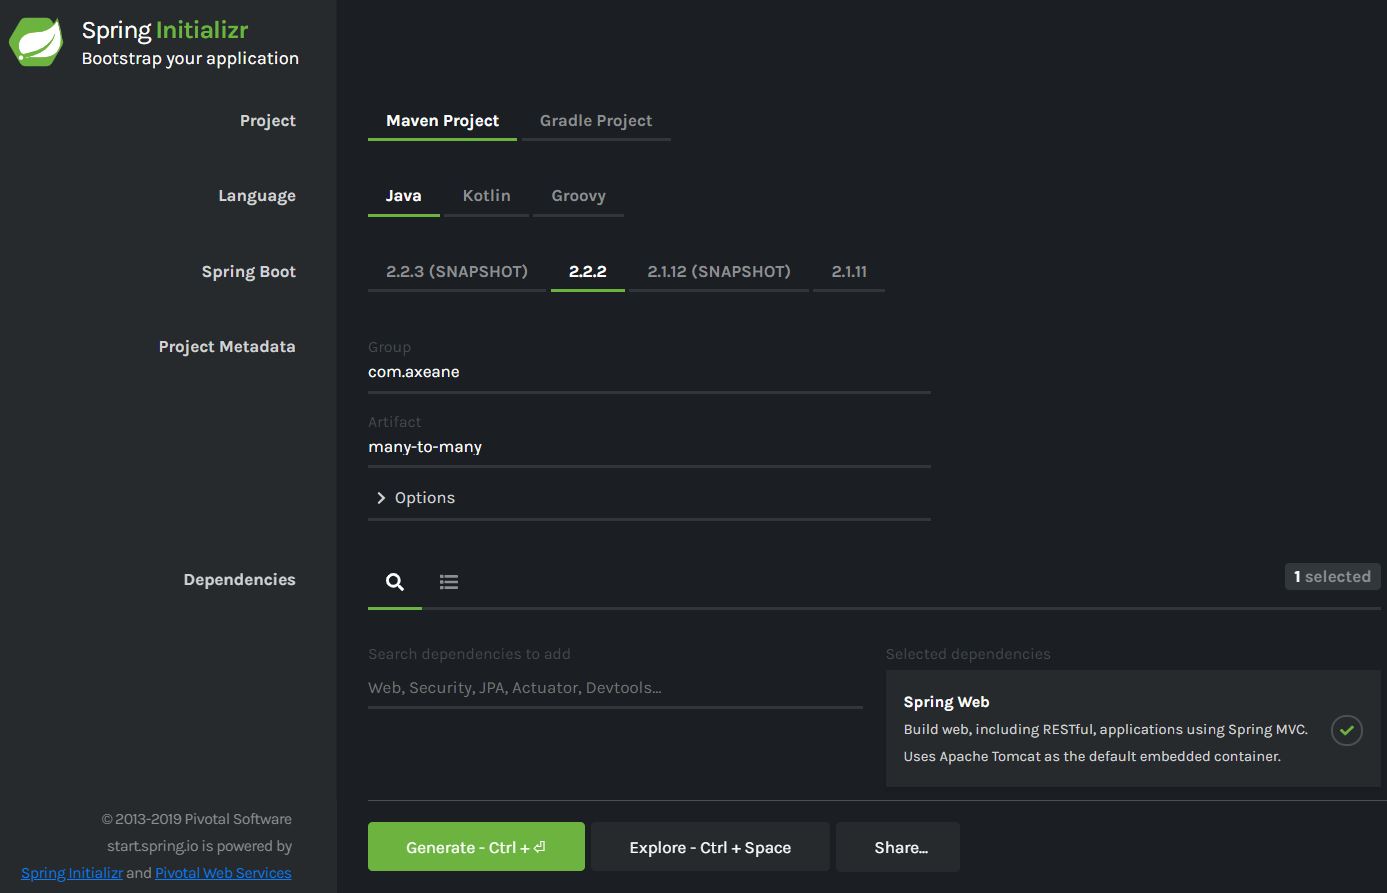 Spring Initializr
Bootstrap your application
Project
Maven Project Gradle Project
Language
Java Kotlin Groovy
Spring Boot
2.2.3 (SNAPSHOT) 2.2.2 2.1.12 (SNAPSHOT) 2.1.11
Project Metadata
Group
com.axeane
Artifact
many-to-many
Options
Dependencies
1 selected
Search dependencies to add
Web, Security, JPA, Actuator, Devtools...
Selected dependencies
Spring Web
Build web, including RESTful, applications using Spring MVC.
Uses Apache Tomcat as the default embedded container.
© 2013-2019 Pivotal Software
start.spring.io is powered by
Spring Initializr and Pivotal Web Services
Generate - Ctrl + ⏎ Explore - Ctrl + Space Share...